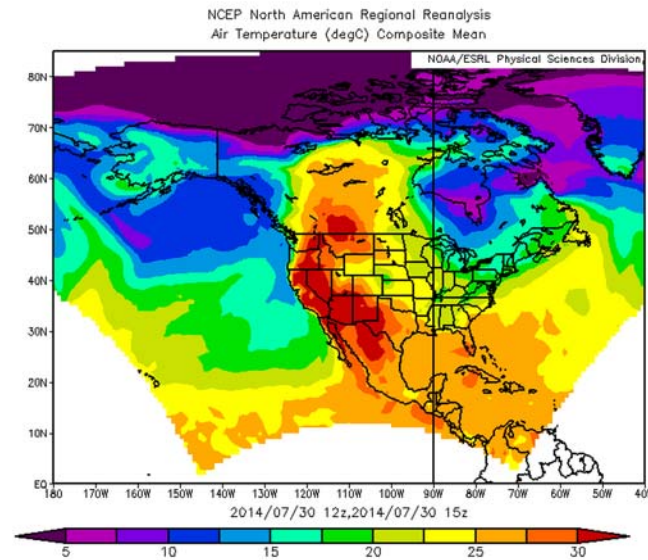 NCEP North American Regional Reanalysis
Air Temperature (degC) Composite Mean
NOAA/ESRL Physical Sciences Division,
80N
70N
60N
50N
40N
30N
20N
10N
EQ
180 170W 160W 150W 140W 130W 120W 110W 100W 90W 80W 70W 60W 50W 40W
2014/07/30 12z,2014/07/30 15z
5 10 15 20 25 30